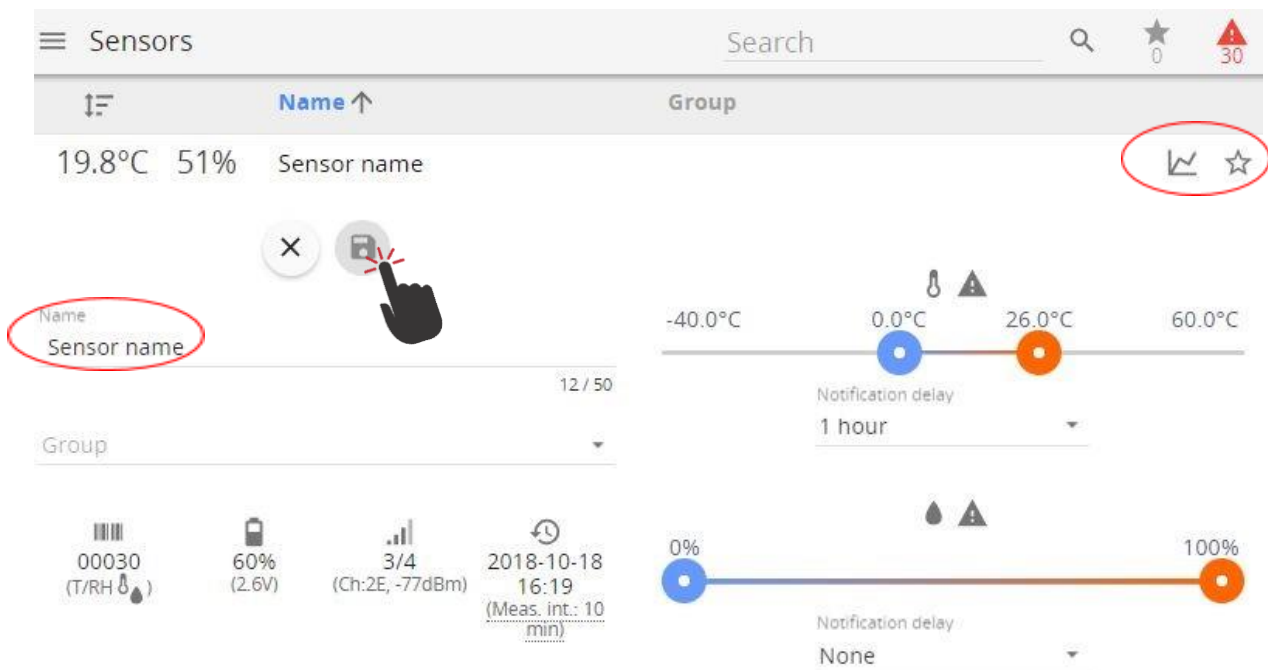 Sensors
Search
0
30
Name
Group
19.8°C 51% Sensor name
Name
Sensor name
12 / 50
Group
00030
(T/RH )
60%
(2.6V)
3/4
(Ch:2E, -77dBm)
2018-10-18
16:19
(Meas. int.: 10
min)
-40.0°C 0.0°C 26.0°C 60.0°C
Notification delay
1 hour
0% 100%
Notification delay
None